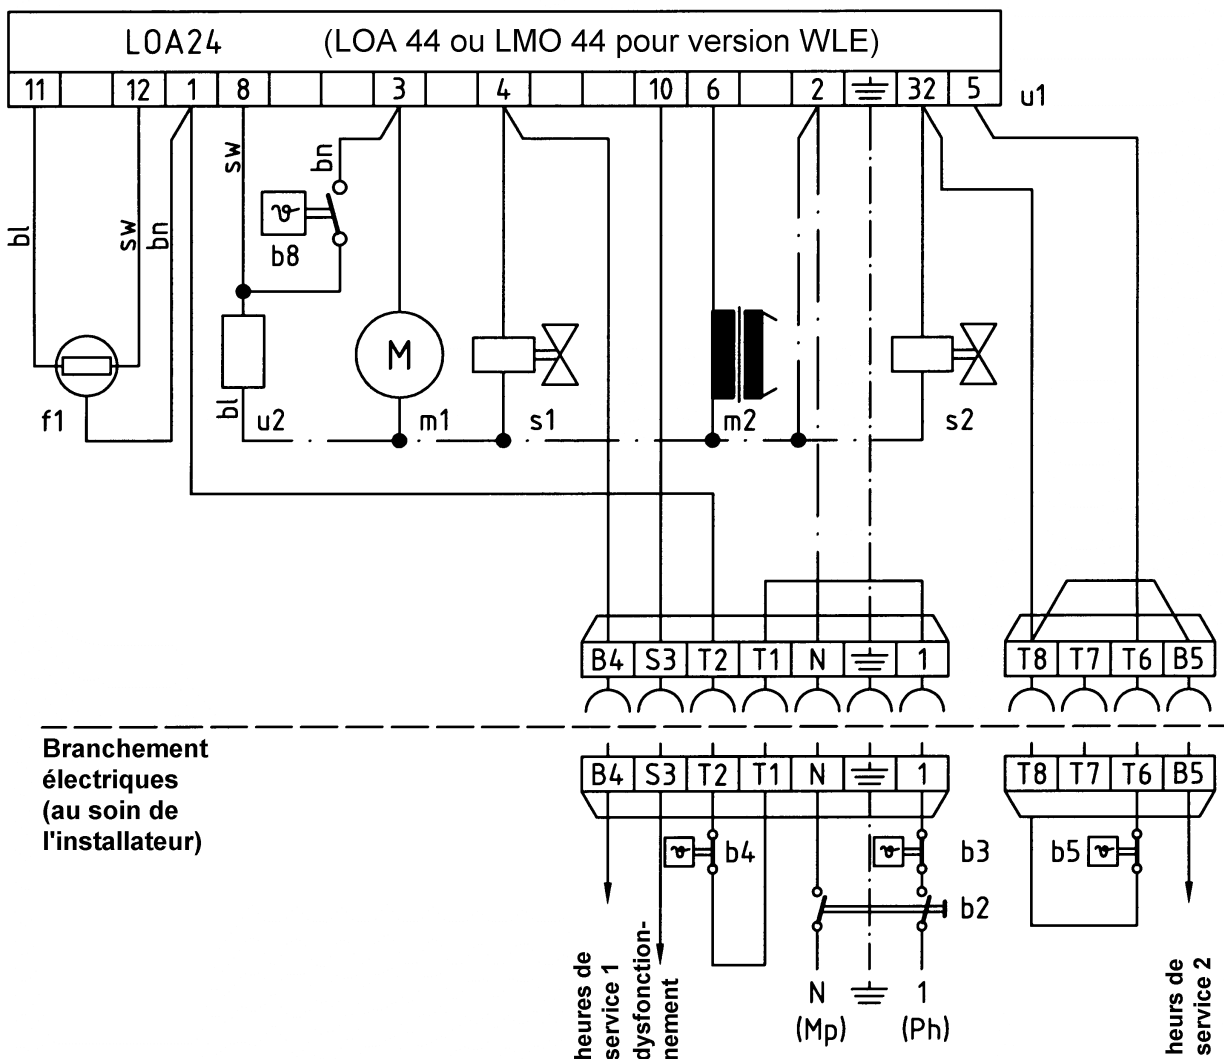 LOA24 (LOA 44 ou LMO 44 pour version WLE)
11 12 1 8 3 4 10 6 2 32 5
u1
sw bn
bl sw bn
b8
M
f1 bl u2 m1 s1 m2 s2
B4 S3 T2 T1 N 1 T8 T7 T6 B5
Branchement
électriques
(au soin de
l'installateur)
B4 S3 T2 T1 N 1 T8 T7 T6 B5
b4 b3 b5
b2
heures de
service 1
dysfonction-
nement
N 1
(Mp) (Ph)
heurs de
service 2